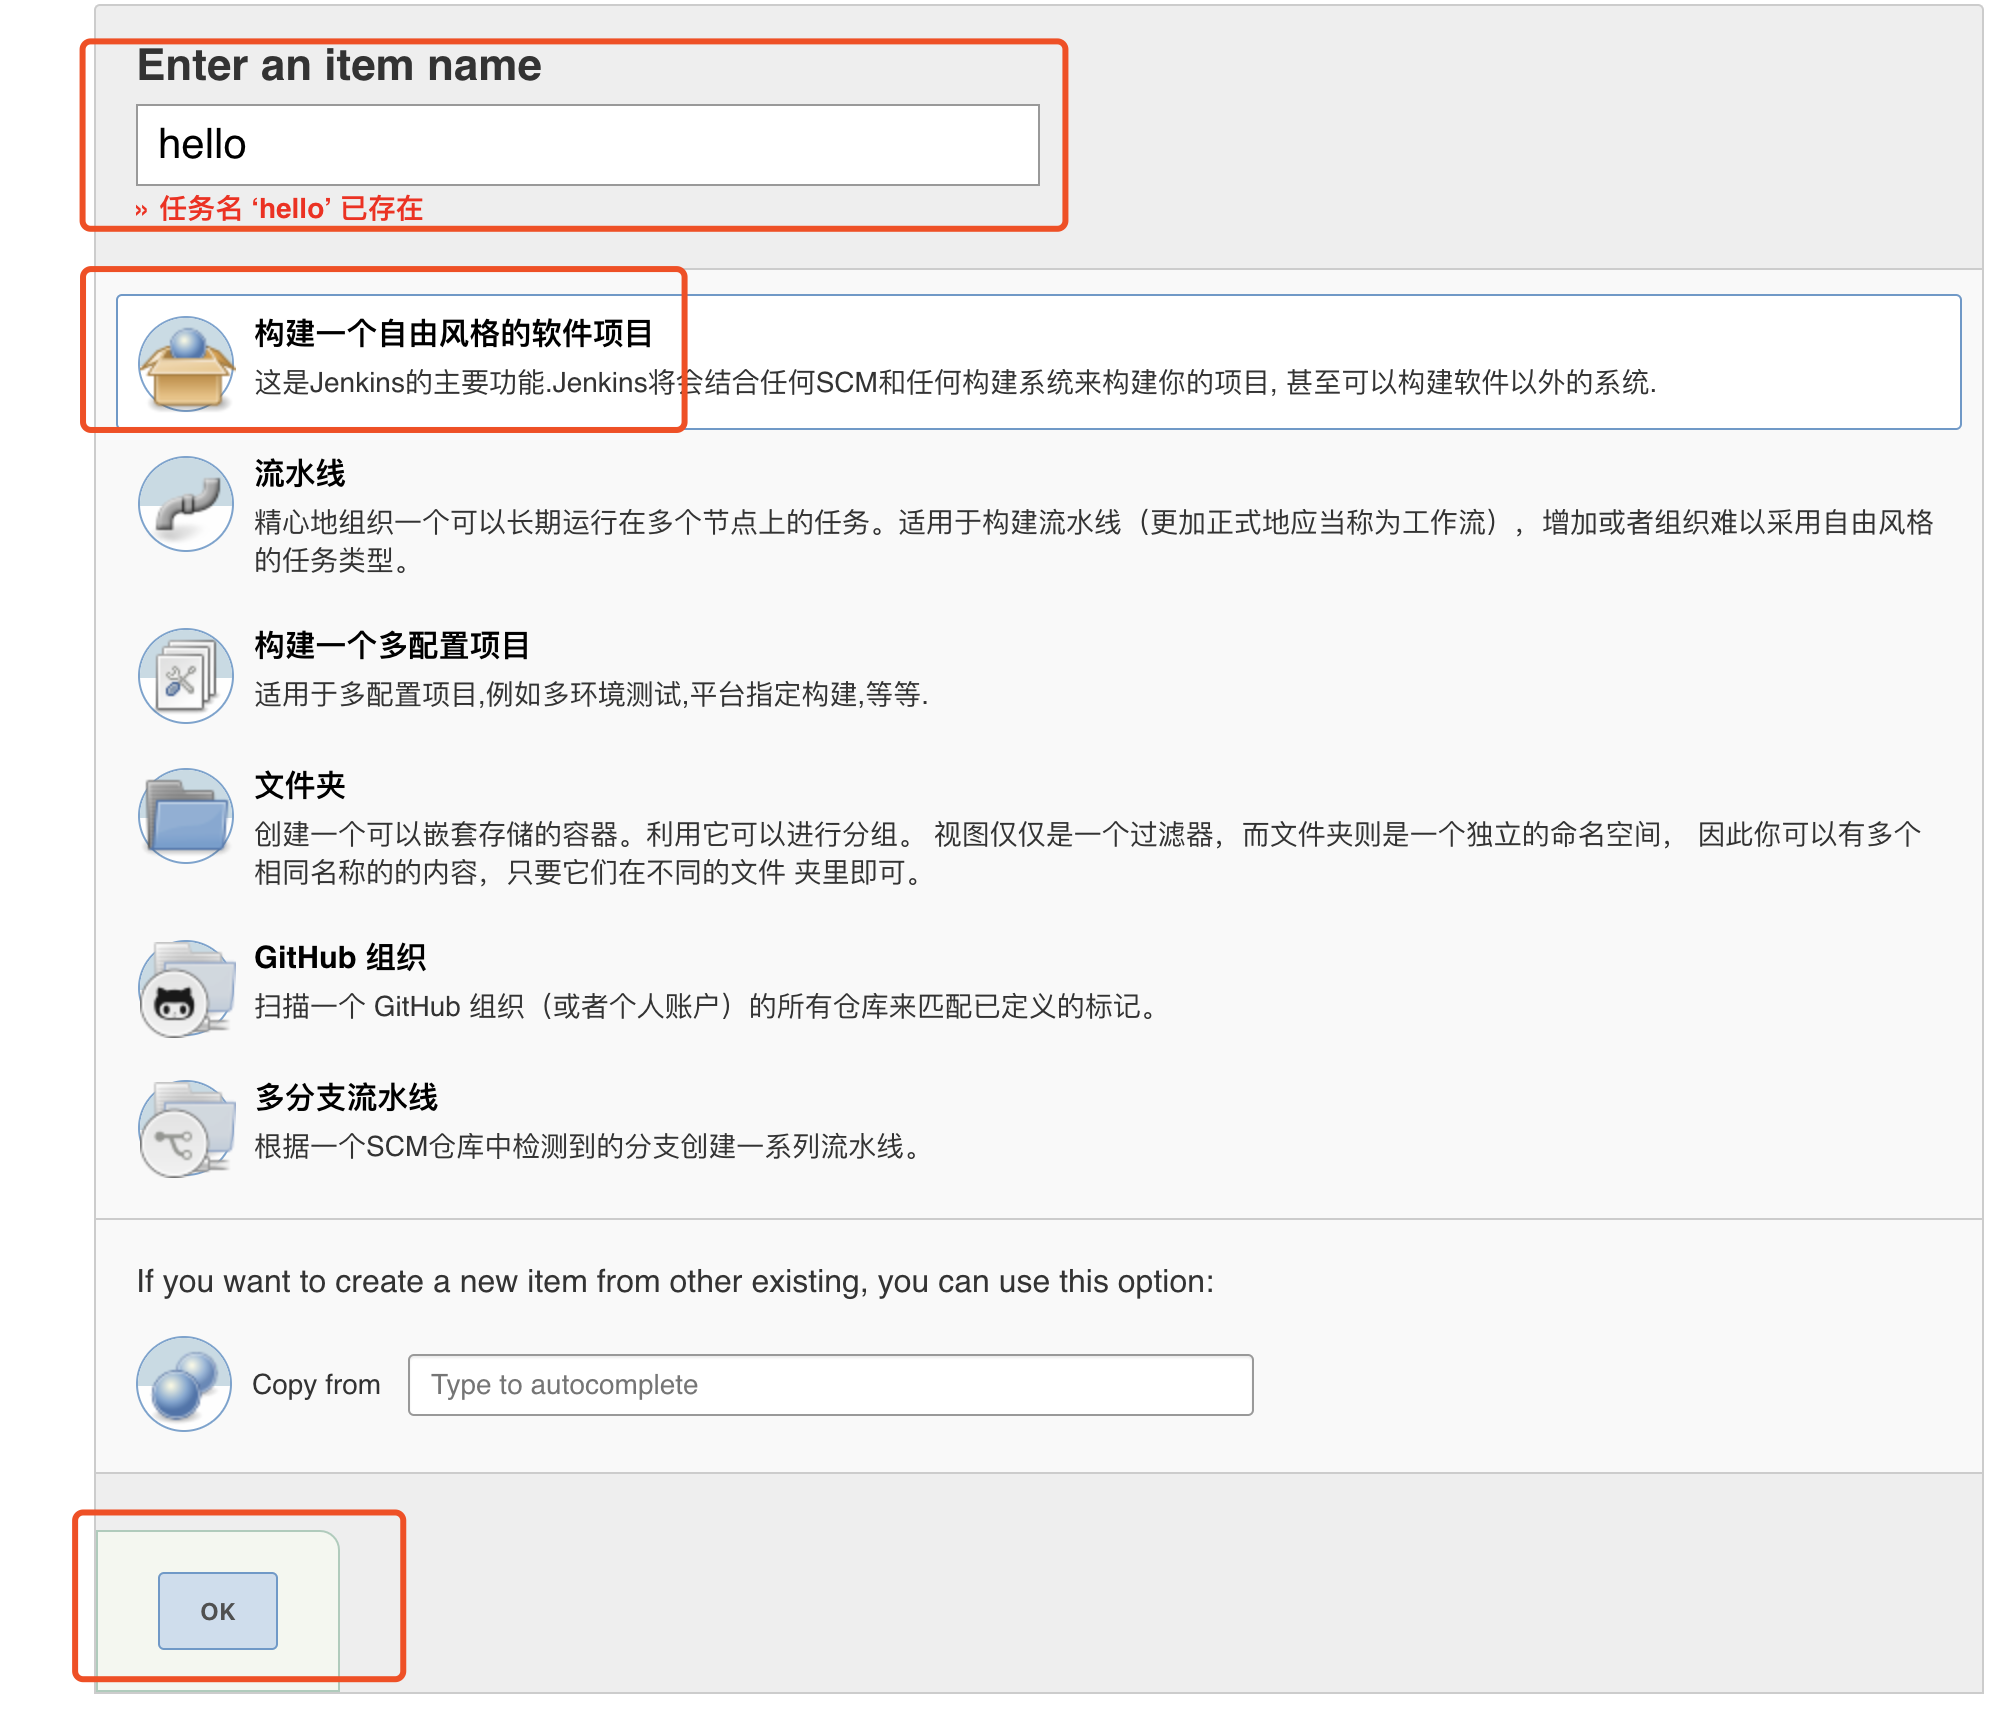 Enter an item name
hello
» 任务名 ‘hello’ 已存在
构建一个自由风格的软件项目
这是Jenkins的主要功能.Jenkins将会结合任何SCM和任何构建系统来构建你的项目, 甚至可以构建软件以外的系统.
流水线
精心地组织一个可以长期运行在多个节点上的任务。适用于构建流水线（更加正式地应当称为工作流），增加或者组织难以采用自由风格
的任务类型。
构建一个多配置项目
适用于多配置项目,例如多环境测试,平台指定构建,等等.
文件夹
创建一个可以嵌套存储的容器。利用它可以进行分组。 视图仅仅是一个过滤器，而文件夹则是一个独立的命名空间， 因此你可以有多个
相同名称的的内容，只要它们在不同的文件 夹里即可。
GitHub 组织
扫描一个 GitHub 组织（或者个人账户）的所有仓库来匹配已定义的标记。
多分支流水线
根据一个SCM仓库中检测到的分支创建一系列流水线。
If you want to create a new item from other existing, you can use this option:
Copy from
Type to autocomplete
OK